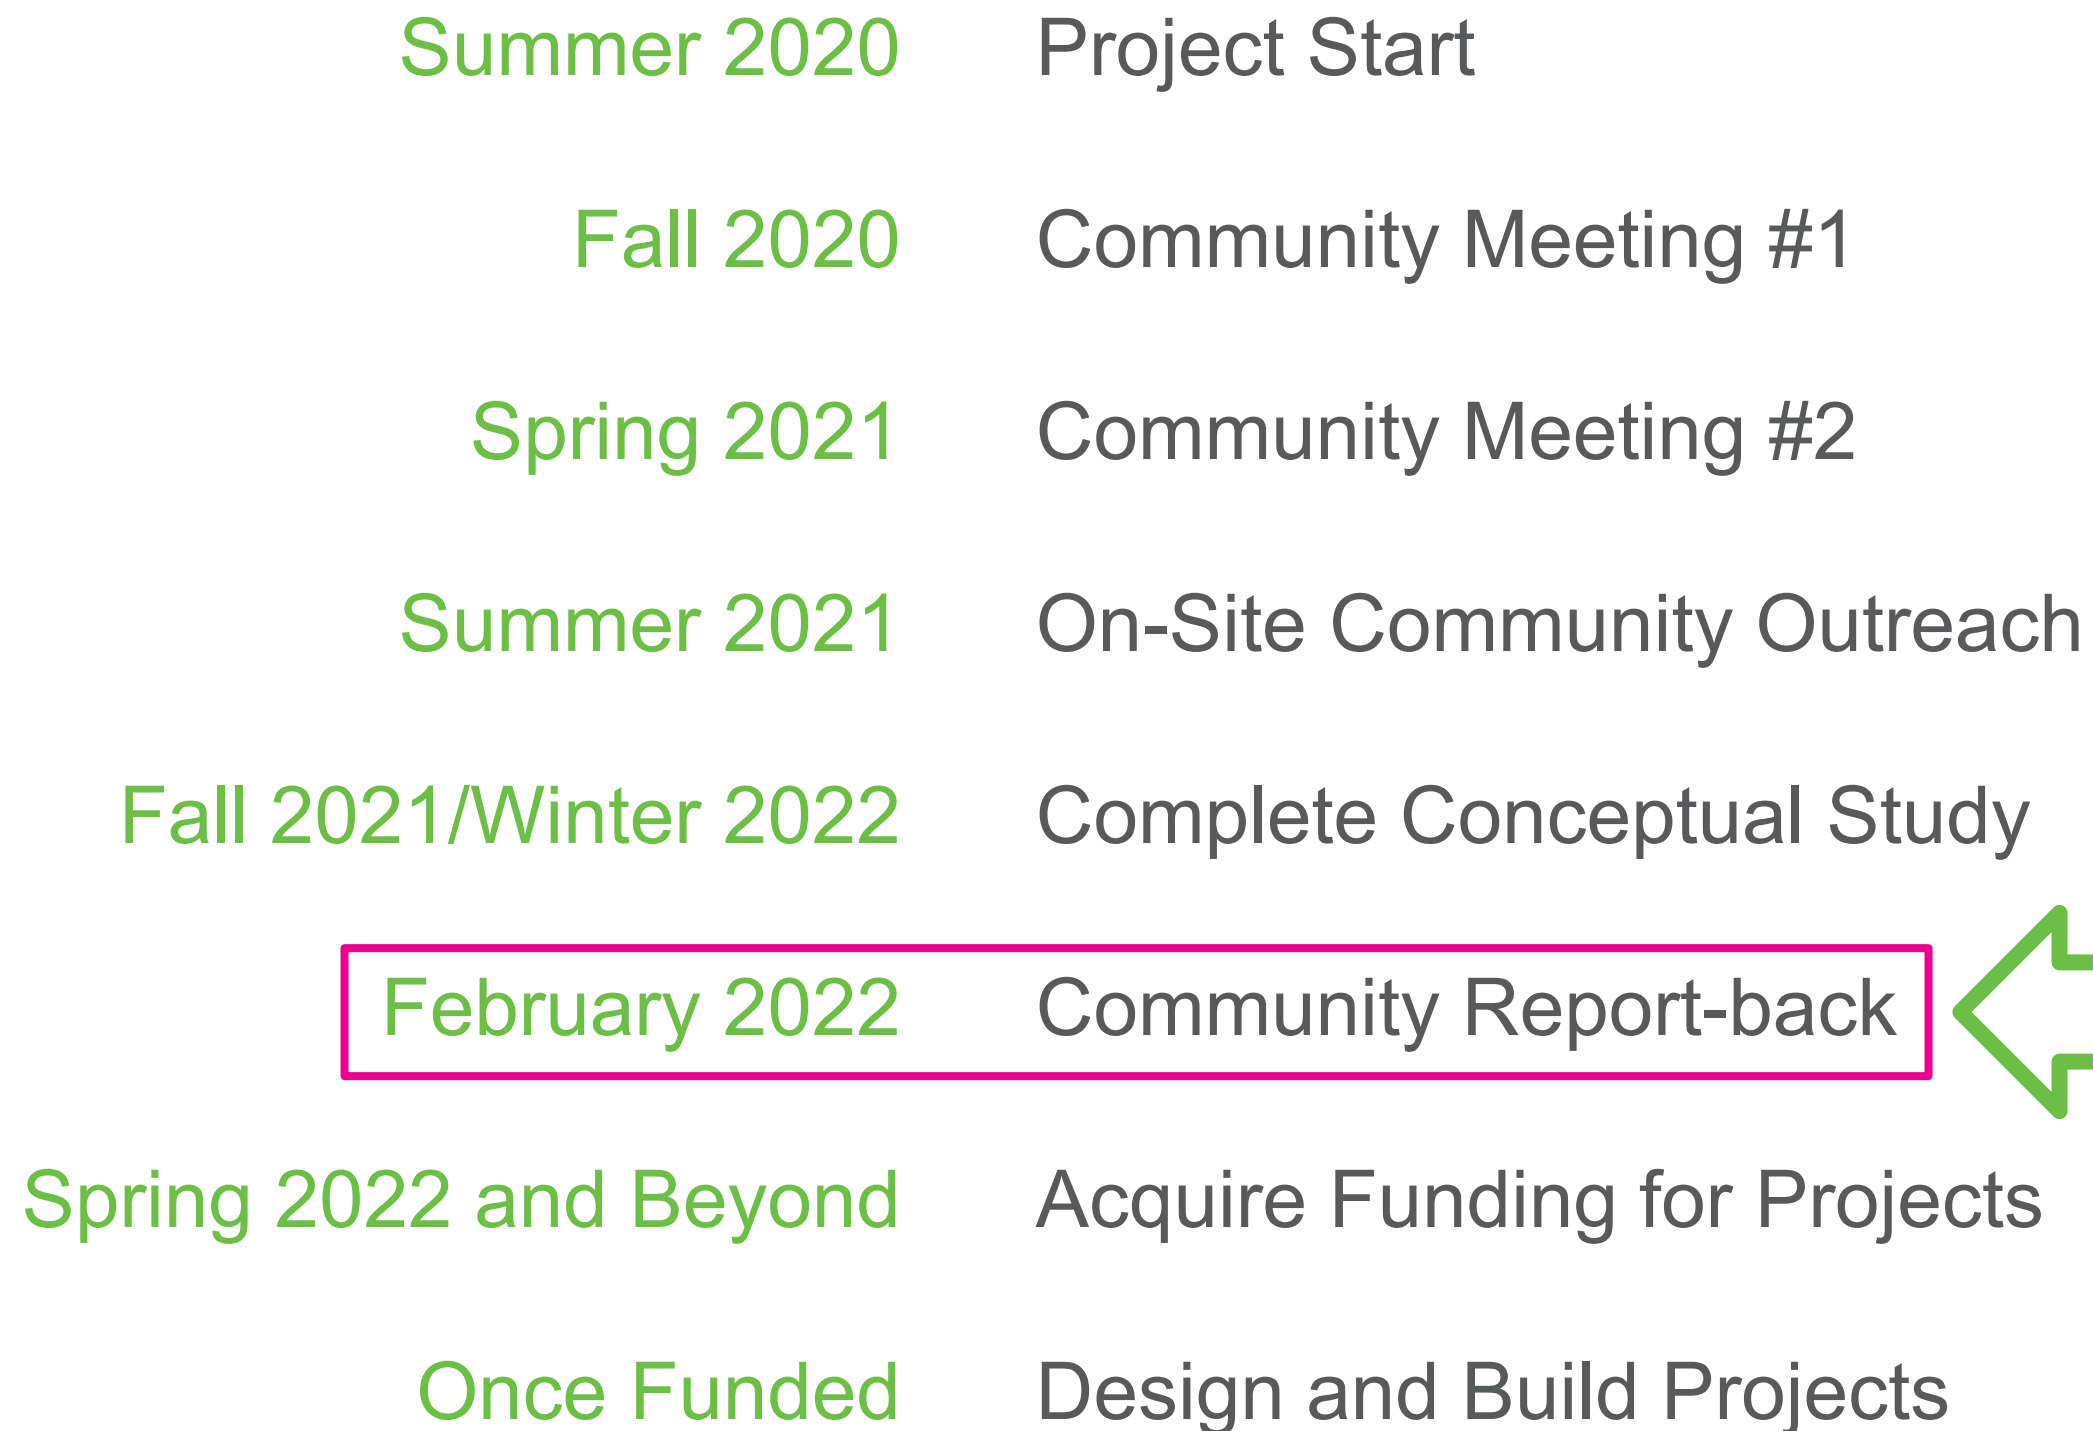 Summer 2020 Project Start
Fall 2020 Community Meeting #1
Spring 2021 Community Meeting #2
Summer 2021 On-Site Community Outreach
Fall 2021/Winter 2022 Complete Conceptual Study
February 2022 Community Report-back
Spring 2022 and Beyond Acquire Funding for Projects
Once Funded Design and Build Projects